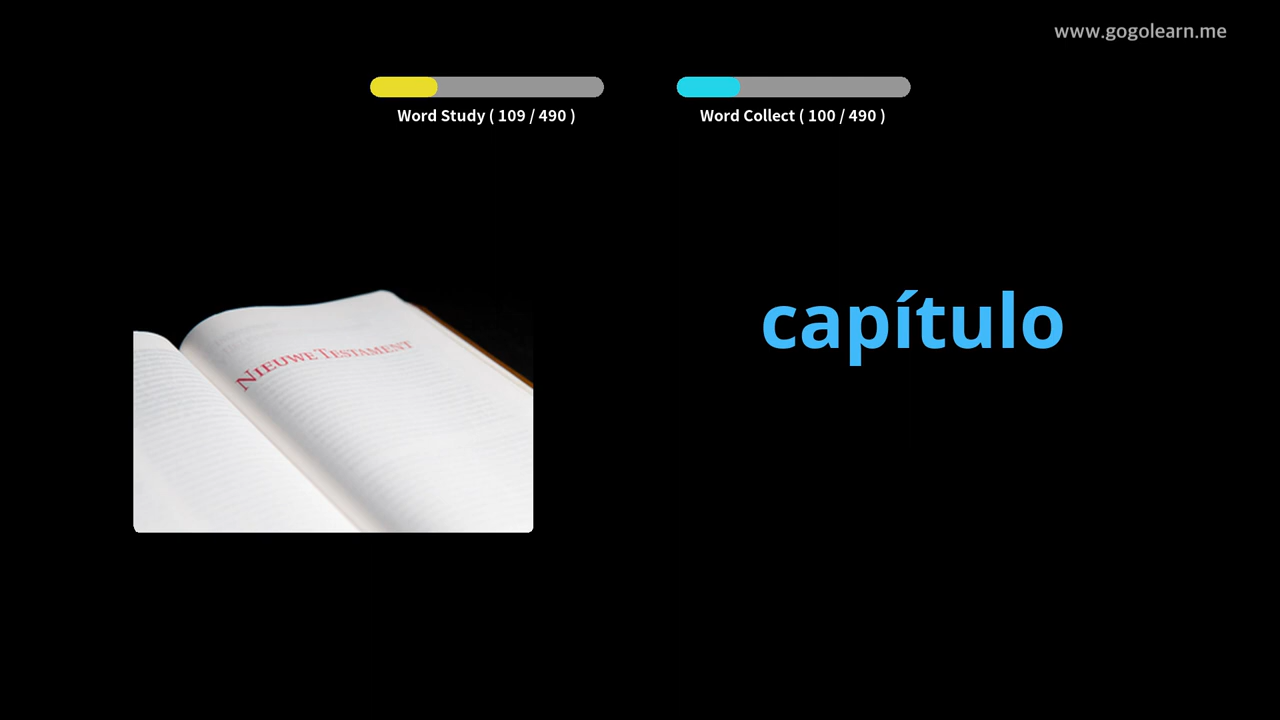 www.gogolearn.me
Word Study ( 109 / 490 )
Word Collect ( 100 / 490 )
NIEUWE TESTAMENT
capítulo